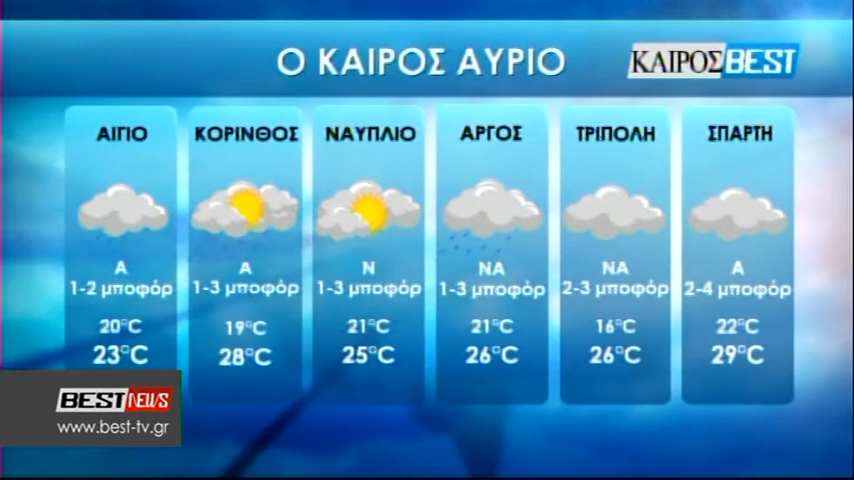 Ο ΚΑΙΡΟΣ ΑΥΡΙΟ
ΚΑΙΡΟΣ BEST
ΑΙΓΙΟ
Α
1-2 μποφόρ
20°C
23°C
ΚΟΡΙΝΘΟΣ
Α
1-3 μποφόρ
19°C
28°C
ΝΑΥΠΛΙΟ
Ν
1-3 μποφόρ
21°C
25°C
ΑΡΓΟΣ
ΝΑ
1-3 μποφόρ
21°C
26°C
ΤΡΙΠΟΛΗ
ΝΑ
2-3 μποφόρ
16°C
26°C
ΣΠΑΡΤΗ
Α
2-4 μποφόρ
22°C
29°C
BEST NEWS
www.best-tv.gr